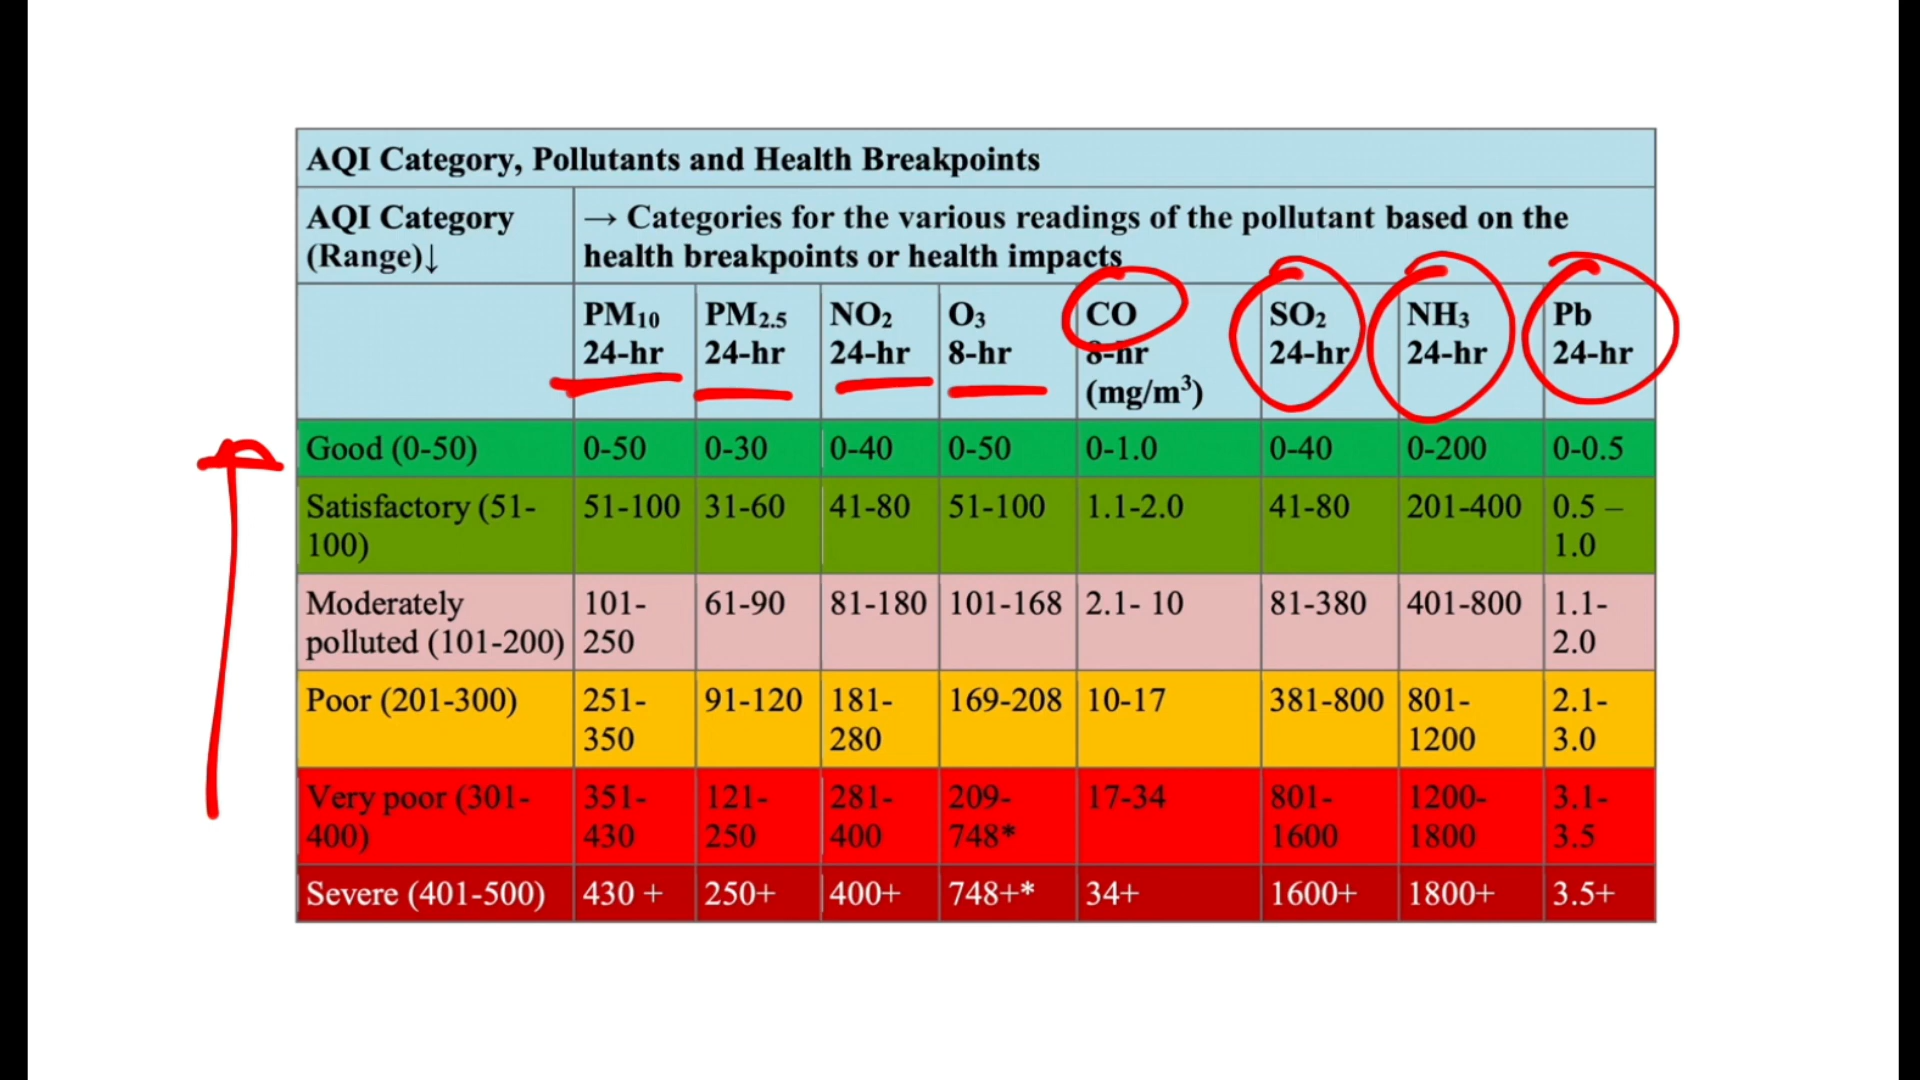 AQI Category, Pollutants and Health Breakpoints
AQI Category (Range)↓
→ Categories for the various readings of the pollutant based on the
health breakpoints or health impacts
PM₁₀ 24-hr
PM₂.₅ 24-hr
NO₂ 24-hr
O₃ 8-hr
CO 8-hr (mg/m³)
SO₂ 24-hr
NH₃ 24-hr
Pb 24-hr
Good (0-50) 0-50 0-30 0-40 0-50 0-1.0 0-40 0-200 0-0.5
Satisfactory (51-100) 51-100 31-60 41-80 51-100 1.1-2.0 41-80 201-400 0.5 – 1.0
Moderately polluted (101-200) 101-250 61-90 81-180 101-168 2.1- 10 81-380 401-800 1.1-2.0
Poor (201-300) 251-350 91-120 181-280 169-208 10-17 381-800 801-1200 2.1-3.0
Very poor (301-400) 351-430 121-250 281-400 209-748* 17-34 801-1600 1200-1800 3.1-3.5
Severe (401-500) 430 + 250+ 400+ 748+* 34+ 1600+ 1800+ 3.5+